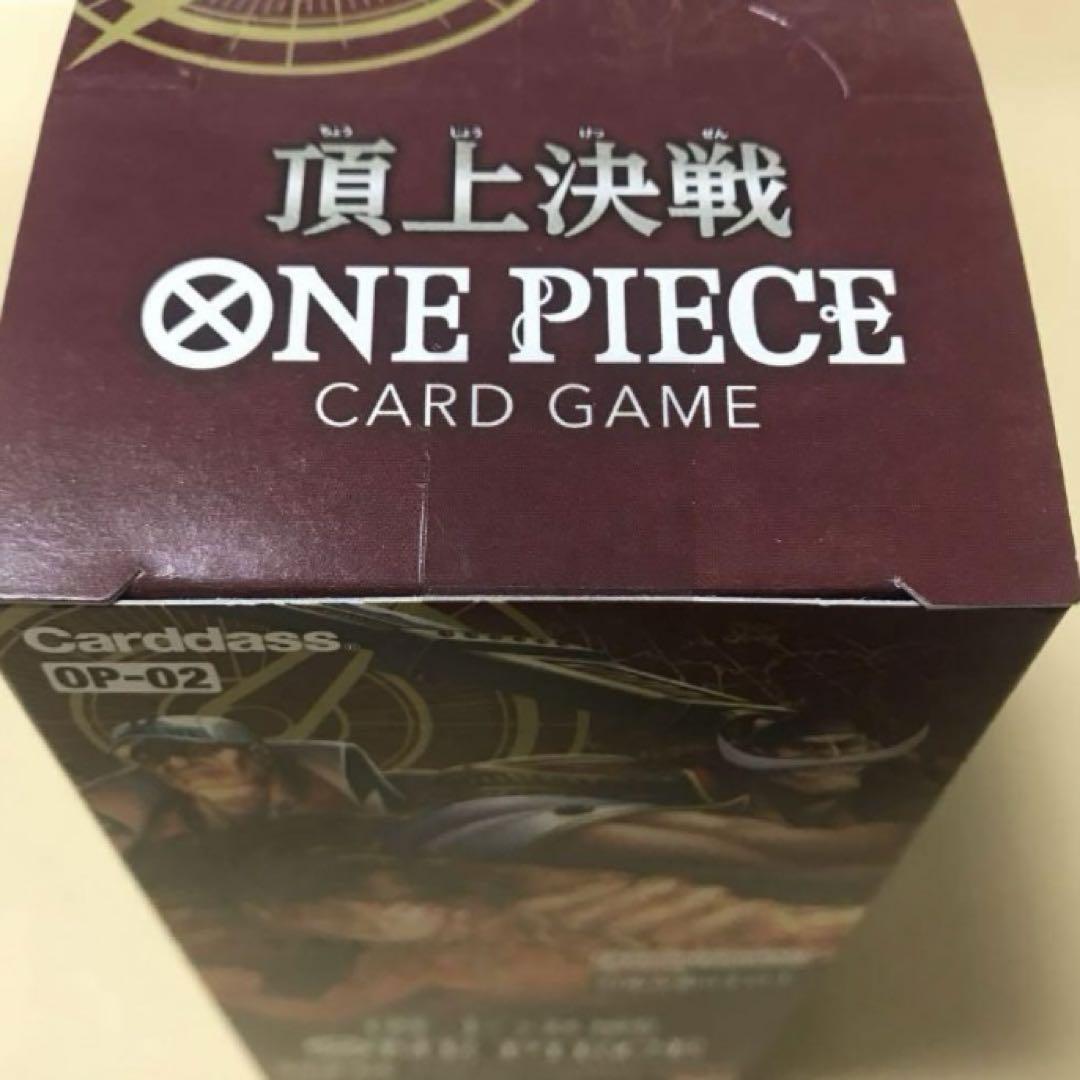 ちょう じょう けっ せん
頂上決戦
ONE PIECE
CARD GAME
Carddass®
OP-02